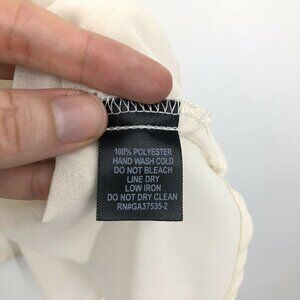 100% POLYESTER
HAND WASH COLD
DO NOT BLEACH
LINE DRY
LOW IRON
DO NOT DRY CLEAN
RN#GA37535-2